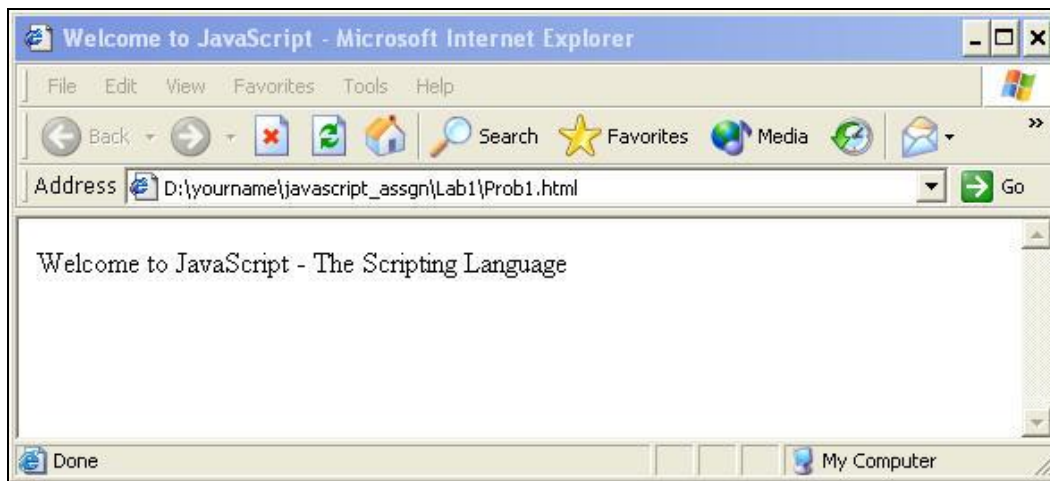 Welcome to JavaScript - Microsoft Internet Explorer
File Edit View Favorites Tools Help
Back Search Favorites Media »
Address D:\yourname\javascript_assgn\Lab1\Prob1.html Go
Welcome to JavaScript - The Scripting Language
Done My Computer